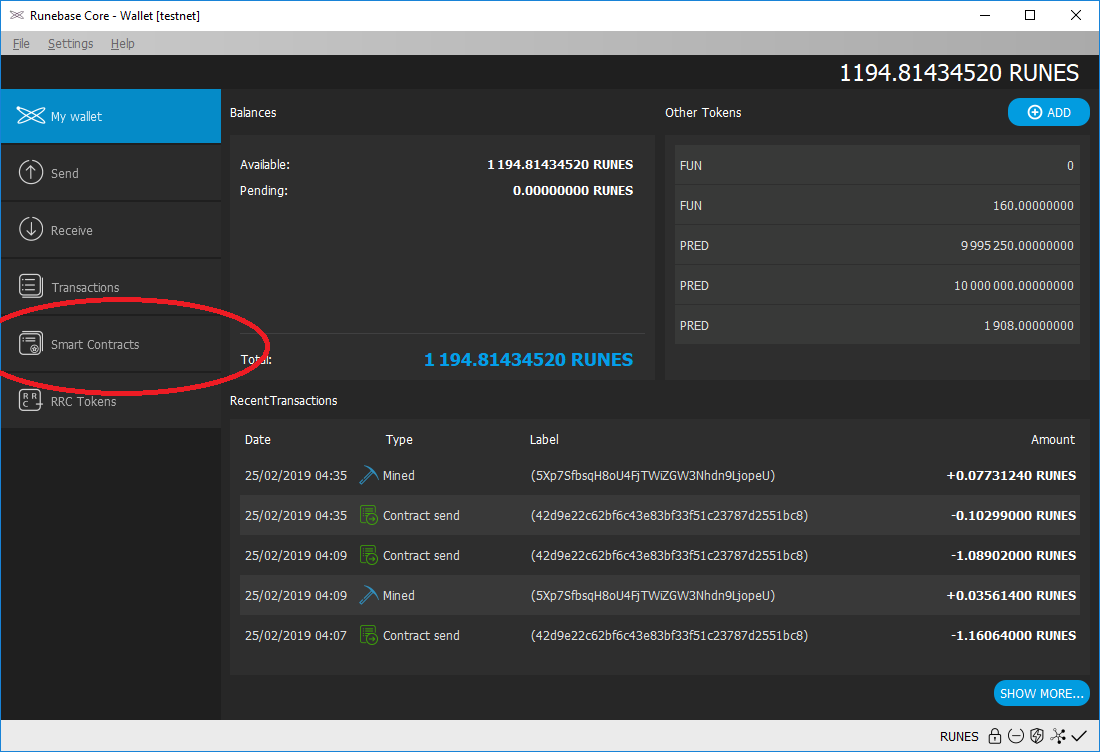 Runebase Core - Wallet [testnet]
File Settings Help
1194.81434520 RUNES
My wallet
Send
Receive
Transactions
Smart Contracts
R R C
RRC Tokens
Balances
Available: 1 194.81434520 RUNES
Pending: 0.00000000 RUNES
Total: 1 194.81434520 RUNES
Other Tokens
ADD
FUN 0
FUN 160.00000000
PRED 9 995 250.00000000
PRED 10 000 000.00000000
PRED 1 908.00000000
Recent Transactions
Date Type Label Amount
25/02/2019 04:35 Mined (5Xp7SfbsqH8oU4FjTWiZGW3Nhdn9LjopeU) +0.07731240 RUNES
25/02/2019 04:35 Contract send (42d9e22c62bf6c43e83bf33f51c23787d2551bc8) -0.10299000 RUNES
25/02/2019 04:09 Contract send (42d9e22c62bf6c43e83bf33f51c23787d2551bc8) -1.08902000 RUNES
25/02/2019 04:09 Mined (5Xp7SfbsqH8oU4FjTWiZGW3Nhdn9LjopeU) +0.03561400 RUNES
25/02/2019 04:07 Contract send (42d9e22c62bf6c43e83bf33f51c23787d2551bc8) -1.16064000 RUNES
SHOW MORE...
RUNES